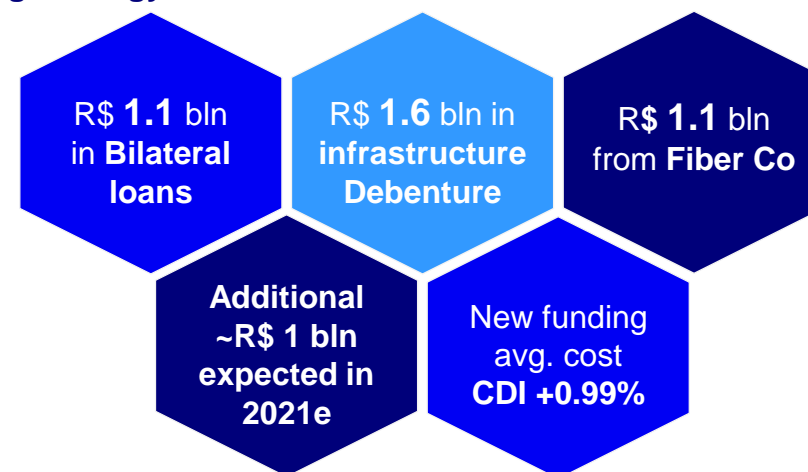 R$ 1.1 bln
in Bilateral
loans
R$ 1.6 bln in
infrastructure
Debenture
R$ 1.1 bln
from Fiber Co
Additional
~R$ 1 bln
expected in
2021e
New funding
avg. cost
CDI +0.99%